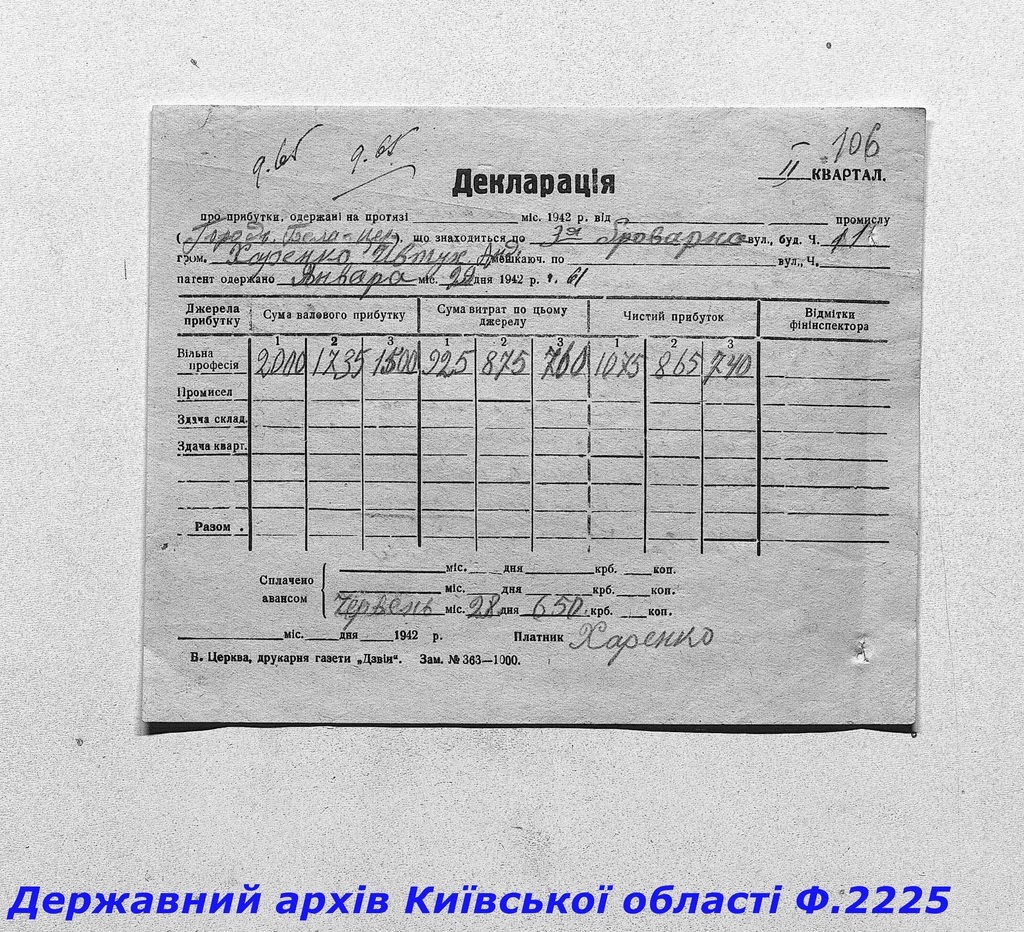 д. 65 д. 65 106
Декларація II КВАРТАЛ.
про прибутки, одержані на протязі міс. 1942 р. від промислу
( Городъ. Бела-Цер. ), що знаходиться по 3я Броварна вул., буд. Ч.
гром. Харенко Ивтух мешкаюч. по вул., Ч.
патент одержано Января міс. дня 1942 р. ч. 61
Джерела прибутку Сума валового прибутку Сума витрат по цьому джерелу Чистий прибуток Відмітки фінінспектора
1 2 3 1 2 3 1 2 3
Вільна професія 2000 1735 1500 925 875 760 1075 865 740
Промисел
Здача склад.
Здача кварт.
Разом .
Сплачено авансом
міс. дня крб. коп.
міс. дня крб. коп.
Червень міс. 28 дня 650. крб. коп.
міс. дня 1942 р. Платник Харенко
Б. Церква, друкарня газети „Дзвін“. Зам. № 363—1000.
Державний архів Київської області Ф.2225